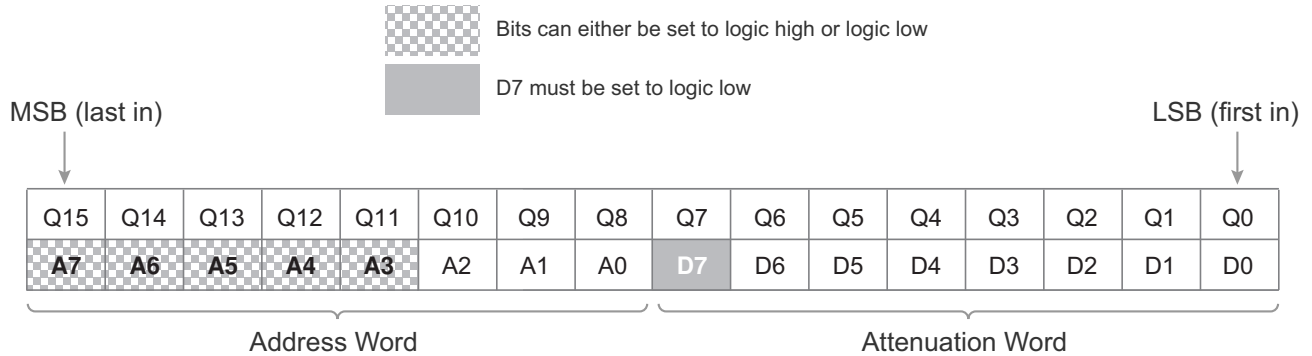 Bits can either be set to logic high or logic low
D7 must be set to logic low
MSB (last in)
LSB (first in)
Q15 Q14 Q13 Q12 Q11 Q10 Q9 Q8 Q7 Q6 Q5 Q4 Q3 Q2 Q1 Q0
A7 A6 A5 A4 A3 A2 A1 A0 D7 D6 D5 D4 D3 D2 D1 D0
Address Word
Attenuation Word